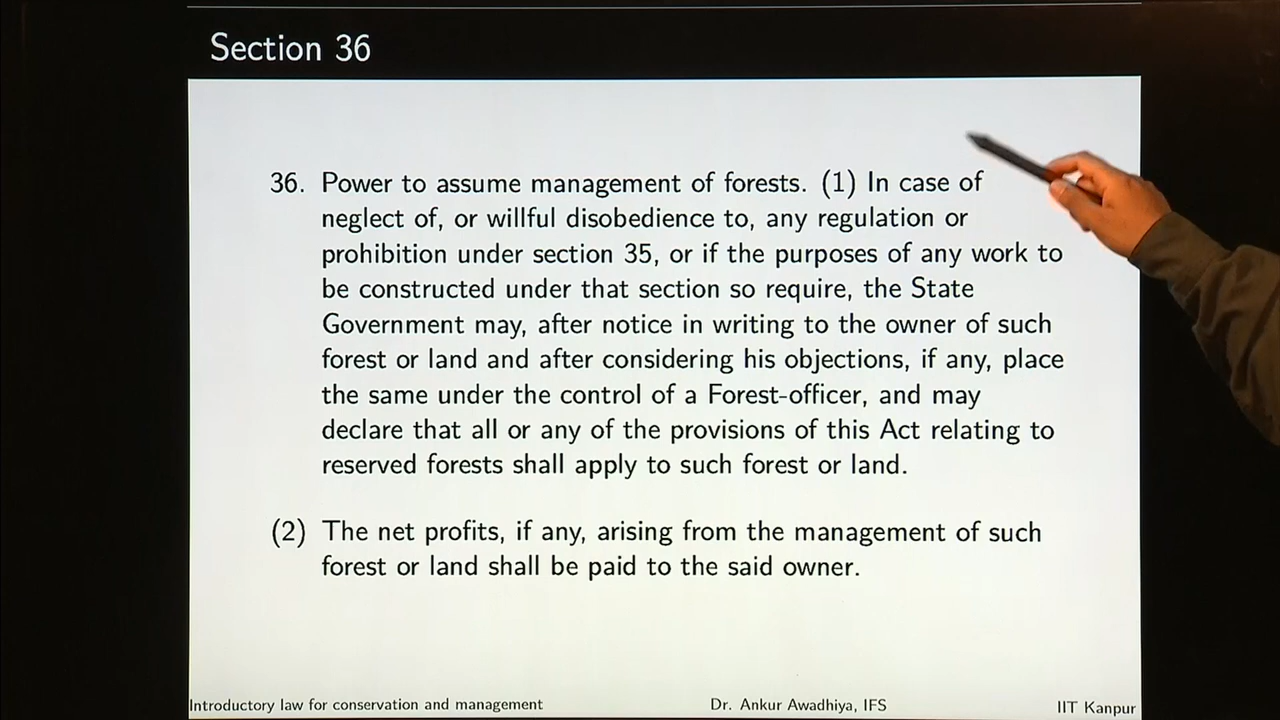 Section 36
36. Power to assume management of forests. (1) In case of
neglect of, or willful disobedience to, any regulation or
prohibition under section 35, or if the purposes of any work to
be constructed under that section so require, the State
Government may, after notice in writing to the owner of such
forest or land and after considering his objections, if any, place
the same under the control of a Forest-officer, and may
declare that all or any of the provisions of this Act relating to
reserved forests shall apply to such forest or land.
(2) The net profits, if any, arising from the management of such
forest or land shall be paid to the said owner.
Introductory law for conservation and management Dr. Ankur Awadhiya, IFS IIT Kanpur